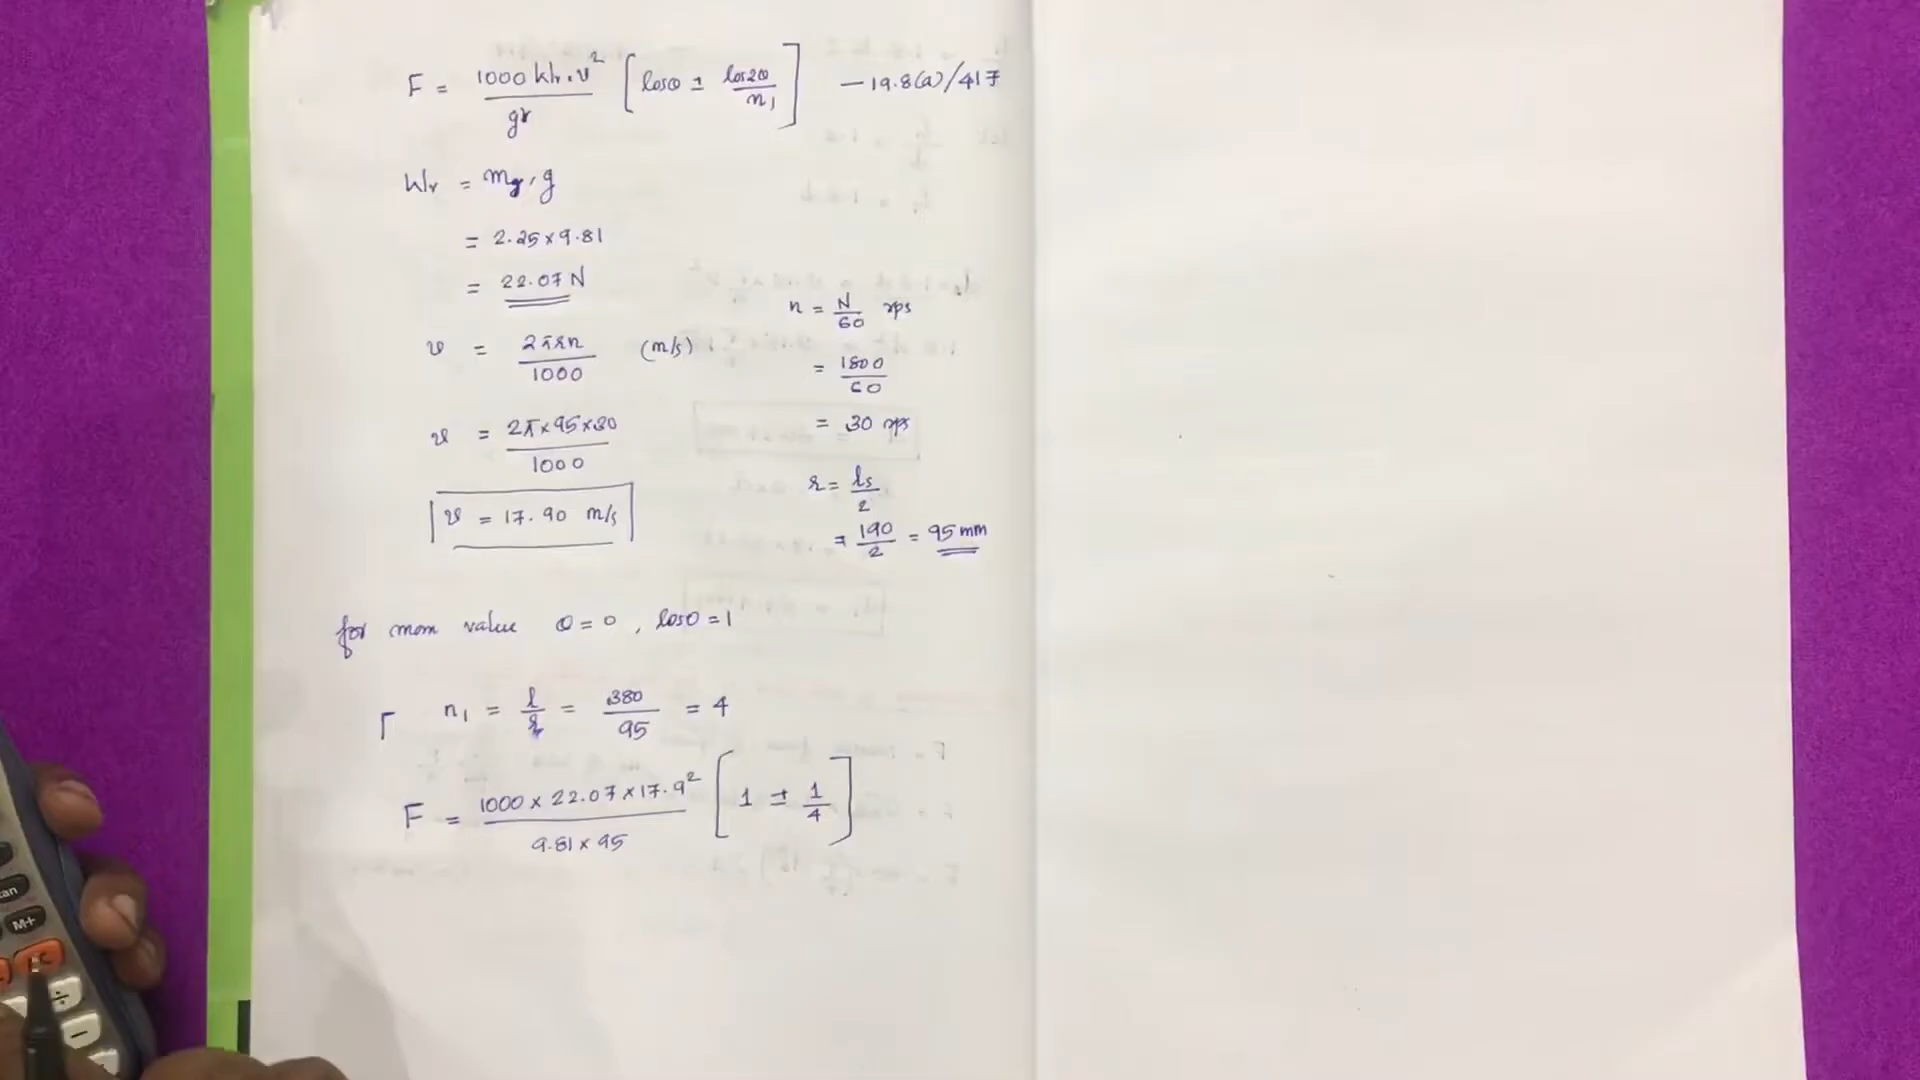 F = 1000 Wr.v² / gr [Cosθ ± Cos2θ / n₁] — 19.8(a)/417
Wr = mr.g
= 2.25×9.81
= 22.07 N
v = 2πrn / 1000 (m/s)
v = 2π×95×30 / 1000
v = 17.90 m/s
n = N/60 rps
= 1800/60
= 30 rps
r = ls/2
= 190/2 = 95 mm
for value θ = 0, Cos0 = 1
n₁ = l/r = 380/95 = 4
F = 1000 × 22.07 × 17.9² / 9.81 × 95 [1 ± 1/4]
an
M+
÷
−